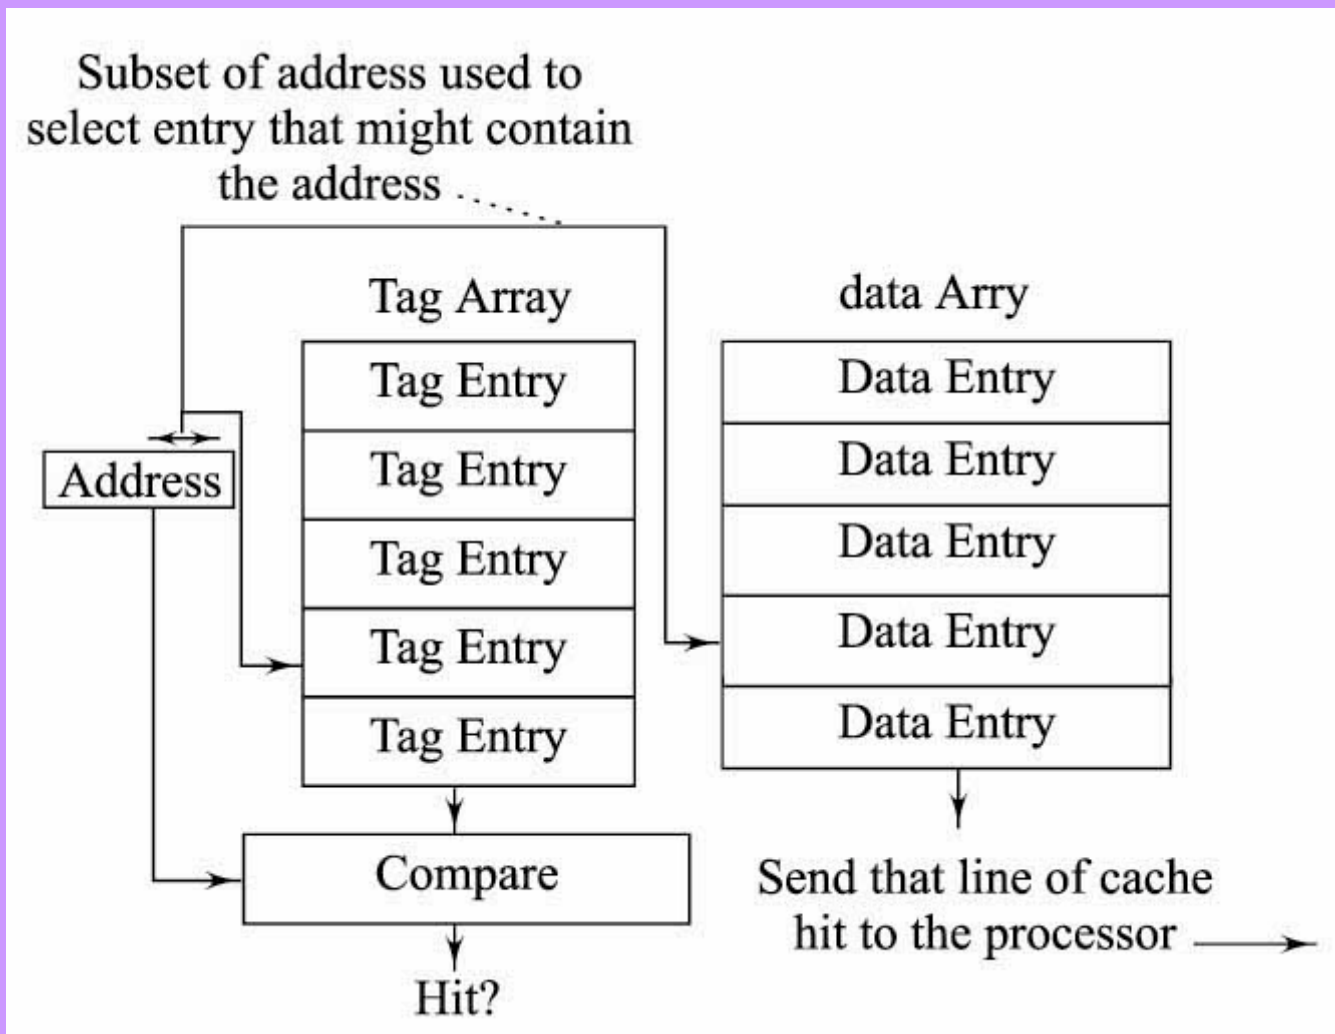 Subset of address used to
select entry that might contain
the address
Tag Array
data Arry
Tag Entry
Tag Entry
Tag Entry
Tag Entry
Tag Entry
Data Entry
Data Entry
Data Entry
Data Entry
Data Entry
Address
Compare
Hit?
Send that line of cache
hit to the processor